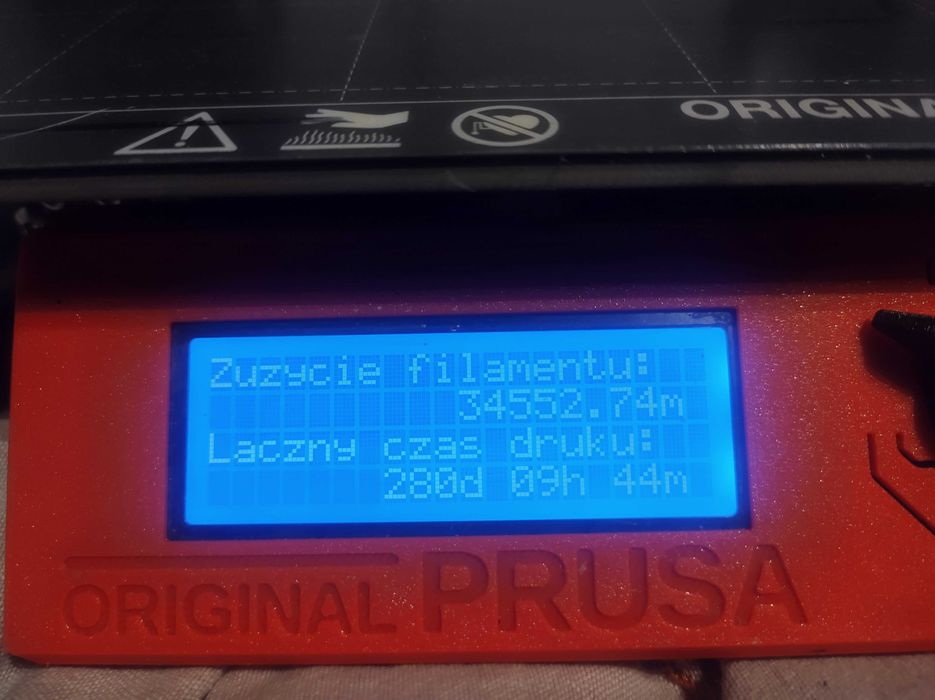 ORIGINA
Zuzycie filamentu:
34552.74m
Laczny czas druku:
280d 09h 44m
ORIGINAL PRUSA